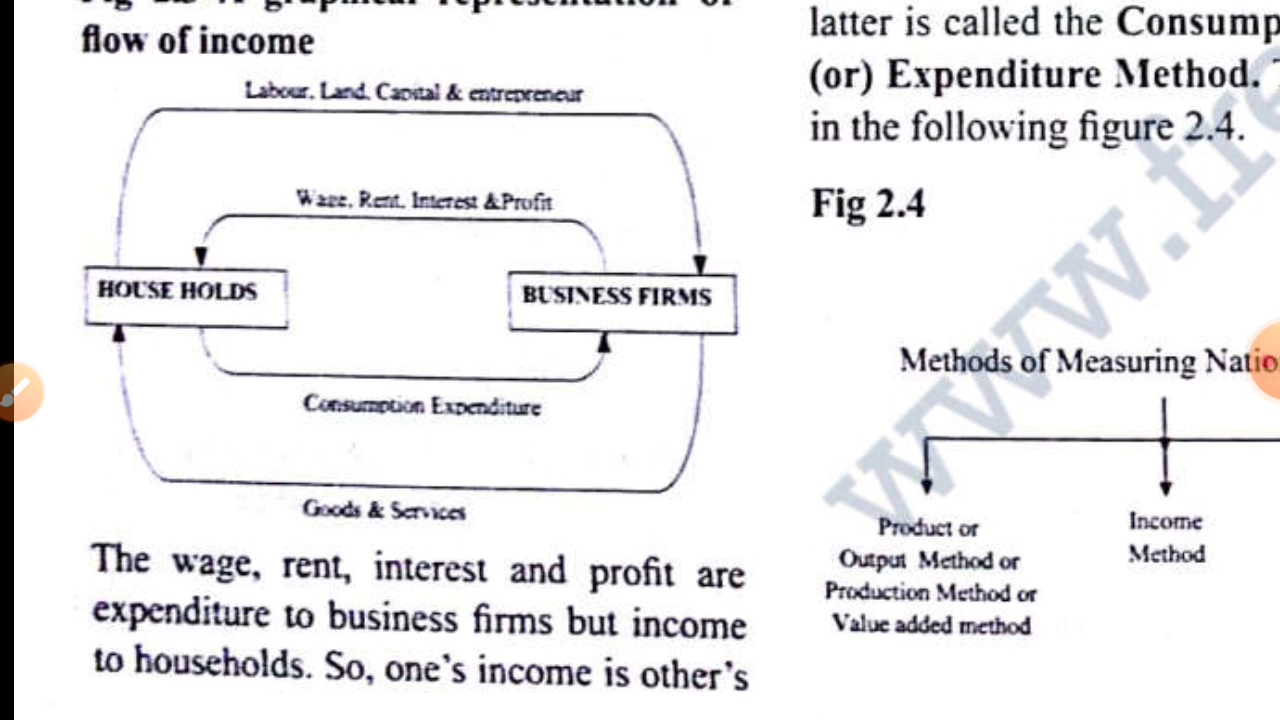 flow of income
Labour, Land, Capital & entrepreneur
Wage, Rent, Interest & Profit
HOUSE HOLDS
BUSINESS FIRMS
Consumption Expenditure
Goods & Services
The wage, rent, interest and profit are
expenditure to business firms but income
to households. So, one's income is other's
latter is called the Consump
(or) Expenditure Method.
in the following figure 2.4.
Fig 2.4
Methods of Measuring Natio
Product or
Output Method or
Production Method or
Value added method
Income
Method
www.fre